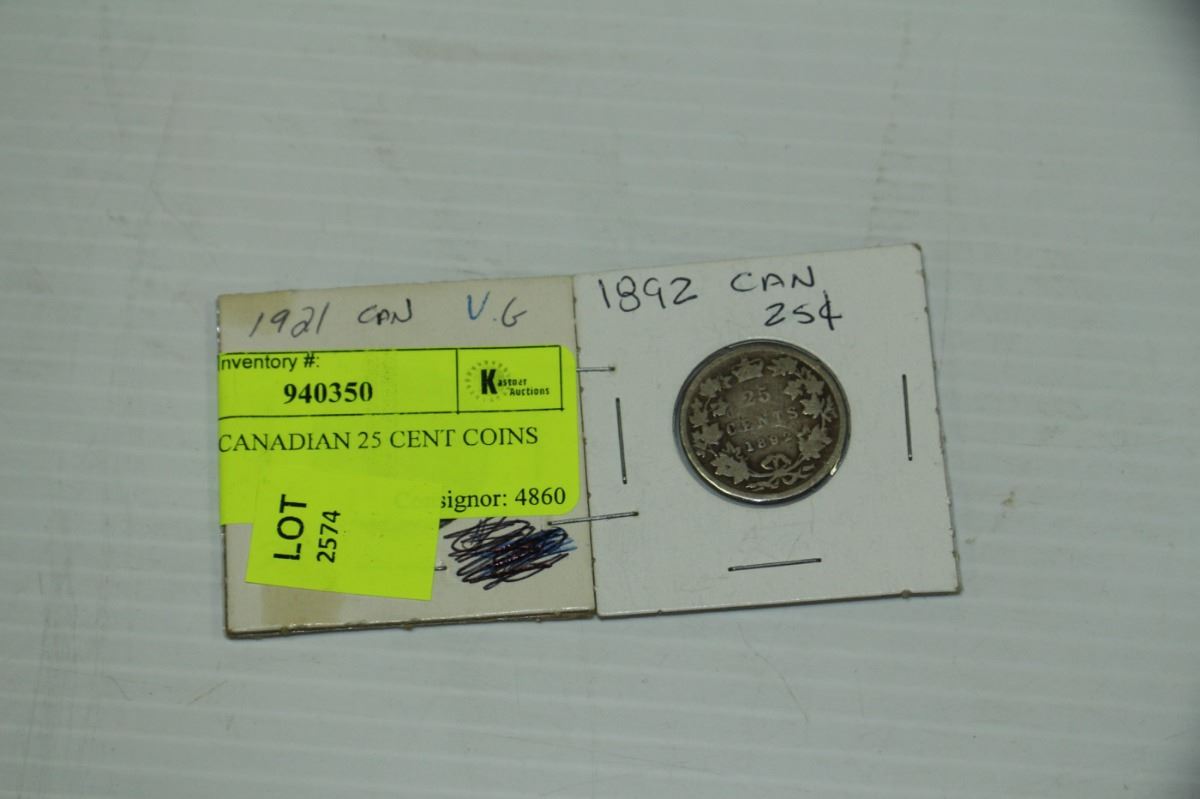 1921 CAN V.G
nventory #:
940350
Kastner
Auctions
CANADIAN 25 CENT COINS
signor: 4860
LOT
2574
1892 CAN
25¢
25
CENTS
1892